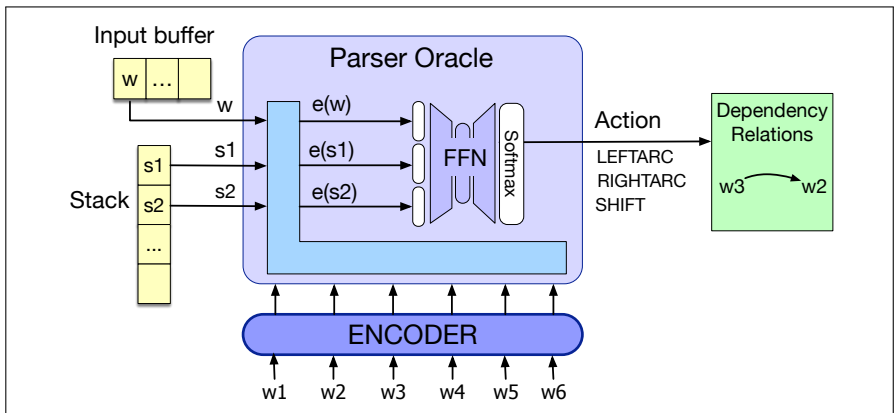 Input buffer
w ...
w
Parser Oracle
e(w)
s1
s1
e(s1)
Stack
s2
s2
e(s2)
...
FFN
Softmax
Action
LEFTARC
RIGHTARC
SHIFT
Dependency
Relations
w3 w2
ENCODER
w1 w2 w3 w4 w5 w6